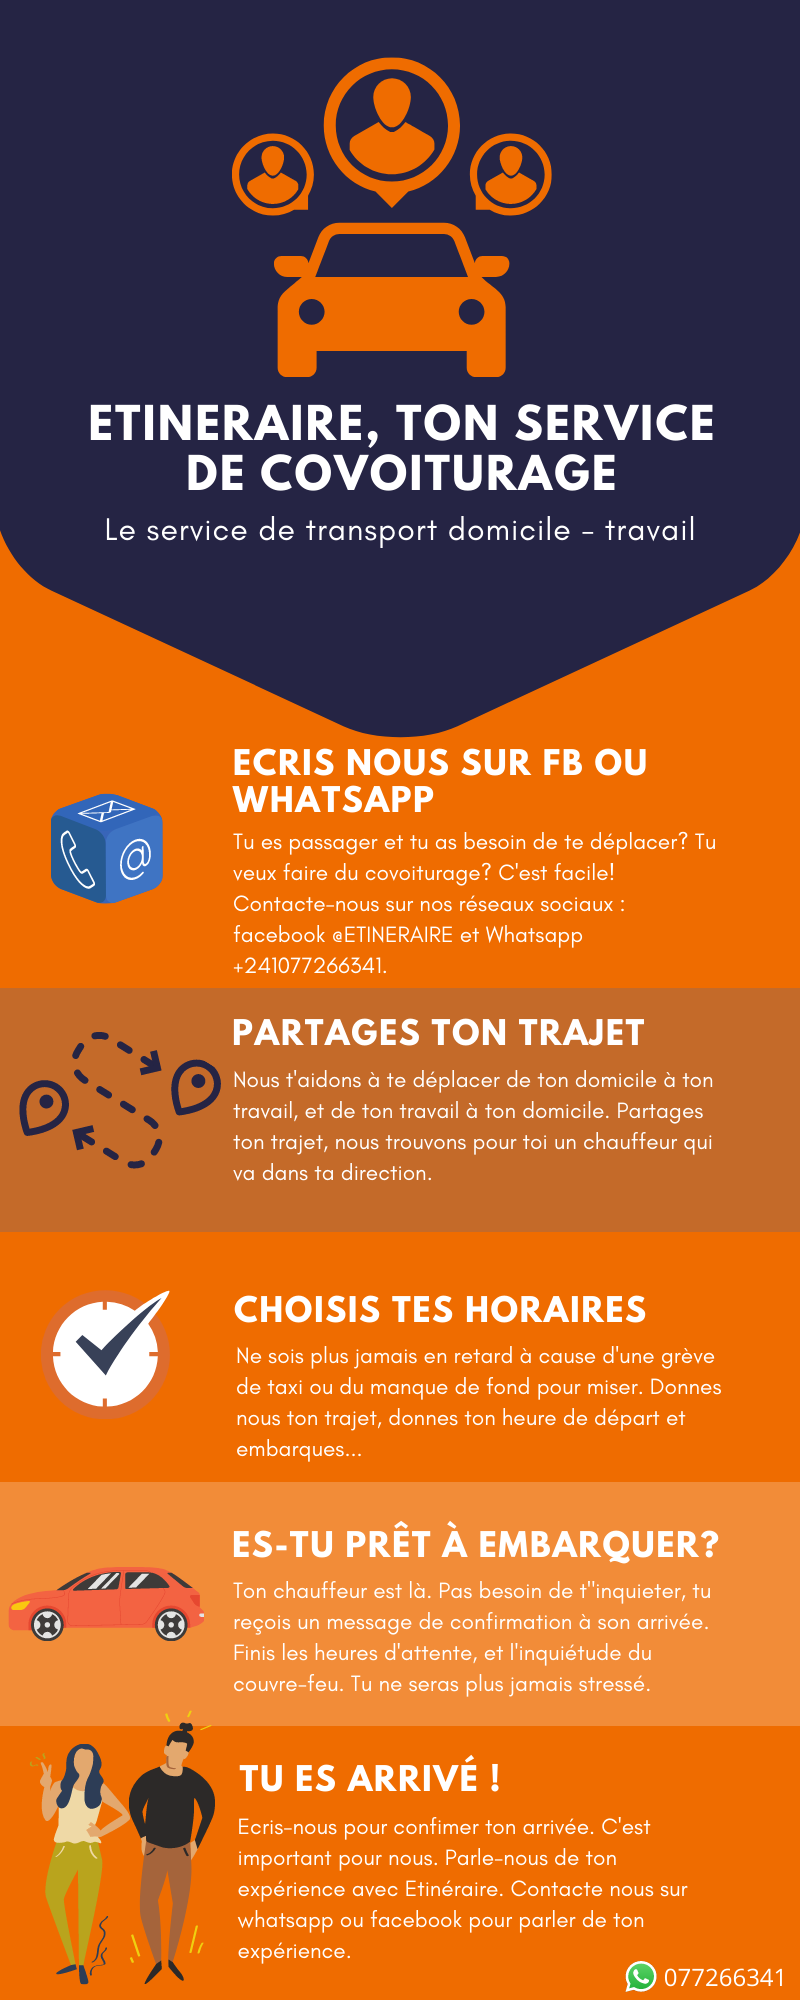 ETINERAIRE, TON SERVICE
DE COVOITURAGE
Le service de transport domicile - travail
ECRIS NOUS SUR FB OU
WHATSAPP
Tu es passager et tu as besoin de te déplacer? Tu
veux faire du covoiturage? C'est facile!
Contacte-nous sur nos réseaux sociaux :
facebook @ETINERAIRE et Whatsapp
+241077266341.
@
PARTAGES TON TRAJET
Nous t'aidons à te déplacer de ton domicile à ton
travail, et de ton travail à ton domicile. Partages
ton trajet, nous trouvons pour toi un chauffeur qui
va dans ta direction.
CHOISIS TES HORAIRES
Ne sois plus jamais en retard à cause d'une grève
de taxi ou du manque de fond pour miser. Donnes
nous ton trajet, donnes ton heure de départ et
embarques...
ES-TU PRÊT À EMBARQUER?
Ton chauffeur est là. Pas besoin de t"inquieter, tu
reçois un message de confirmation à son arrivée.
Finis les heures d'attente, et l'inquiétude du
couvre-feu. Tu ne seras plus jamais stressé.
TU ES ARRIVÉ !
Ecris-nous pour confimer ton arrivée. C'est
important pour nous. Parle-nous de ton
expérience avec Etinéraire. Contacte nous sur
whatsapp ou facebook pour parler de ton
expérience.
077266341